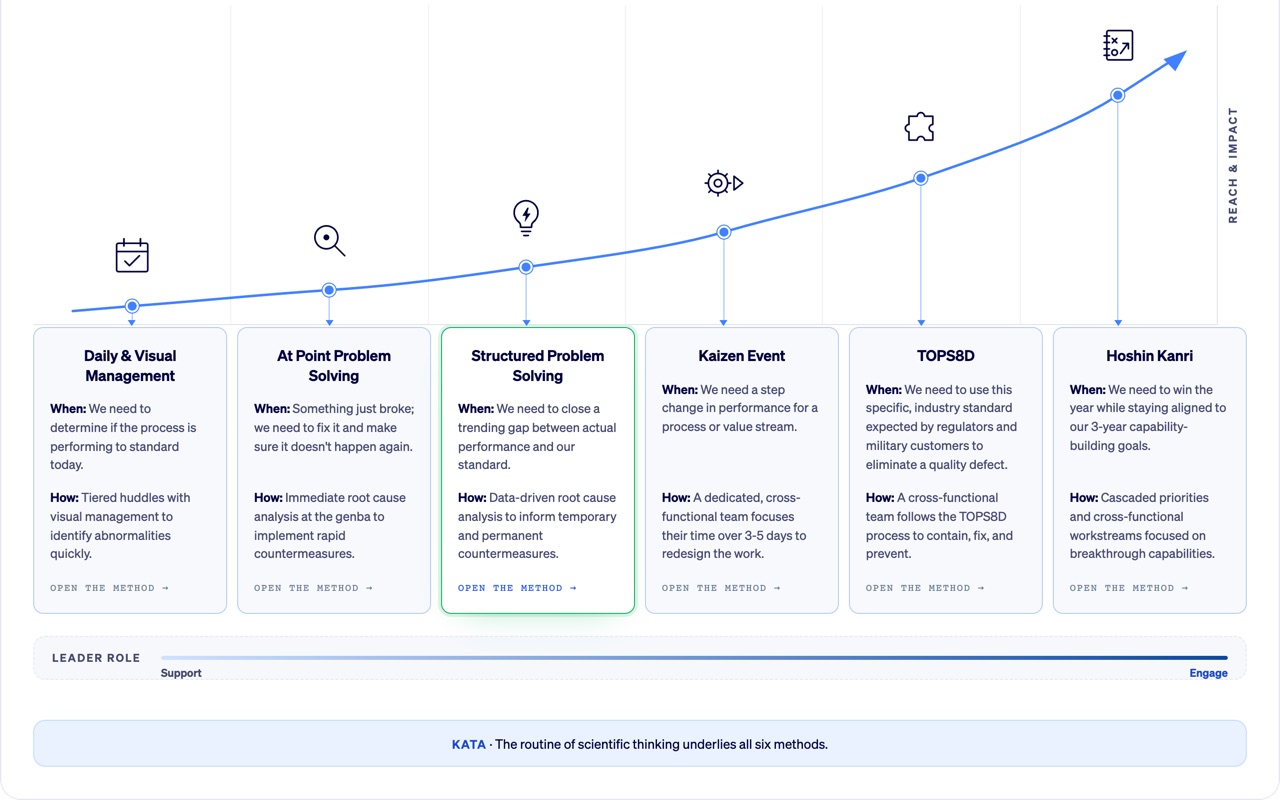 REACH & IMPACT
Daily & Visual
Management
When: We need to
determine if the process is
performing to standard
today.
How: Tiered huddles with
visual management to
identify abnormalities
quickly.
OPEN THE METHOD →
At Point Problem
Solving
When: Something just broke;
we need to fix it and make
sure it doesn't happen again.
How: Immediate root cause
analysis at the genba to
implement rapid
countermeasures.
OPEN THE METHOD →
Structured Problem
Solving
When: We need to close a
trending gap between actual
performance and our
standard.
How: Data-driven root cause
analysis to inform temporary
and permanent
countermeasures.
OPEN THE METHOD →
Kaizen Event
When: We need a step
change in performance for a
process or value stream.
How: A dedicated, cross-
functional team focuses
their time over 3-5 days to
redesign the work.
OPEN THE METHOD →
TOPS8D
When: We need to use this
specific, industry standard
expected by regulators and
military customers to
eliminate a quality defect.
How: A cross-functional
team follows the TOPS8D
process to contain, fix, and
prevent.
OPEN THE METHOD →
Hoshin Kanri
When: We need to win the
year while staying aligned to
our 3-year capability-
building goals.
How: Cascaded priorities
and cross-functional
workstreams focused on
breakthrough capabilities.
OPEN THE METHOD →
LEADER ROLE
Support
Engage
KATA · The routine of scientific thinking underlies all six methods.